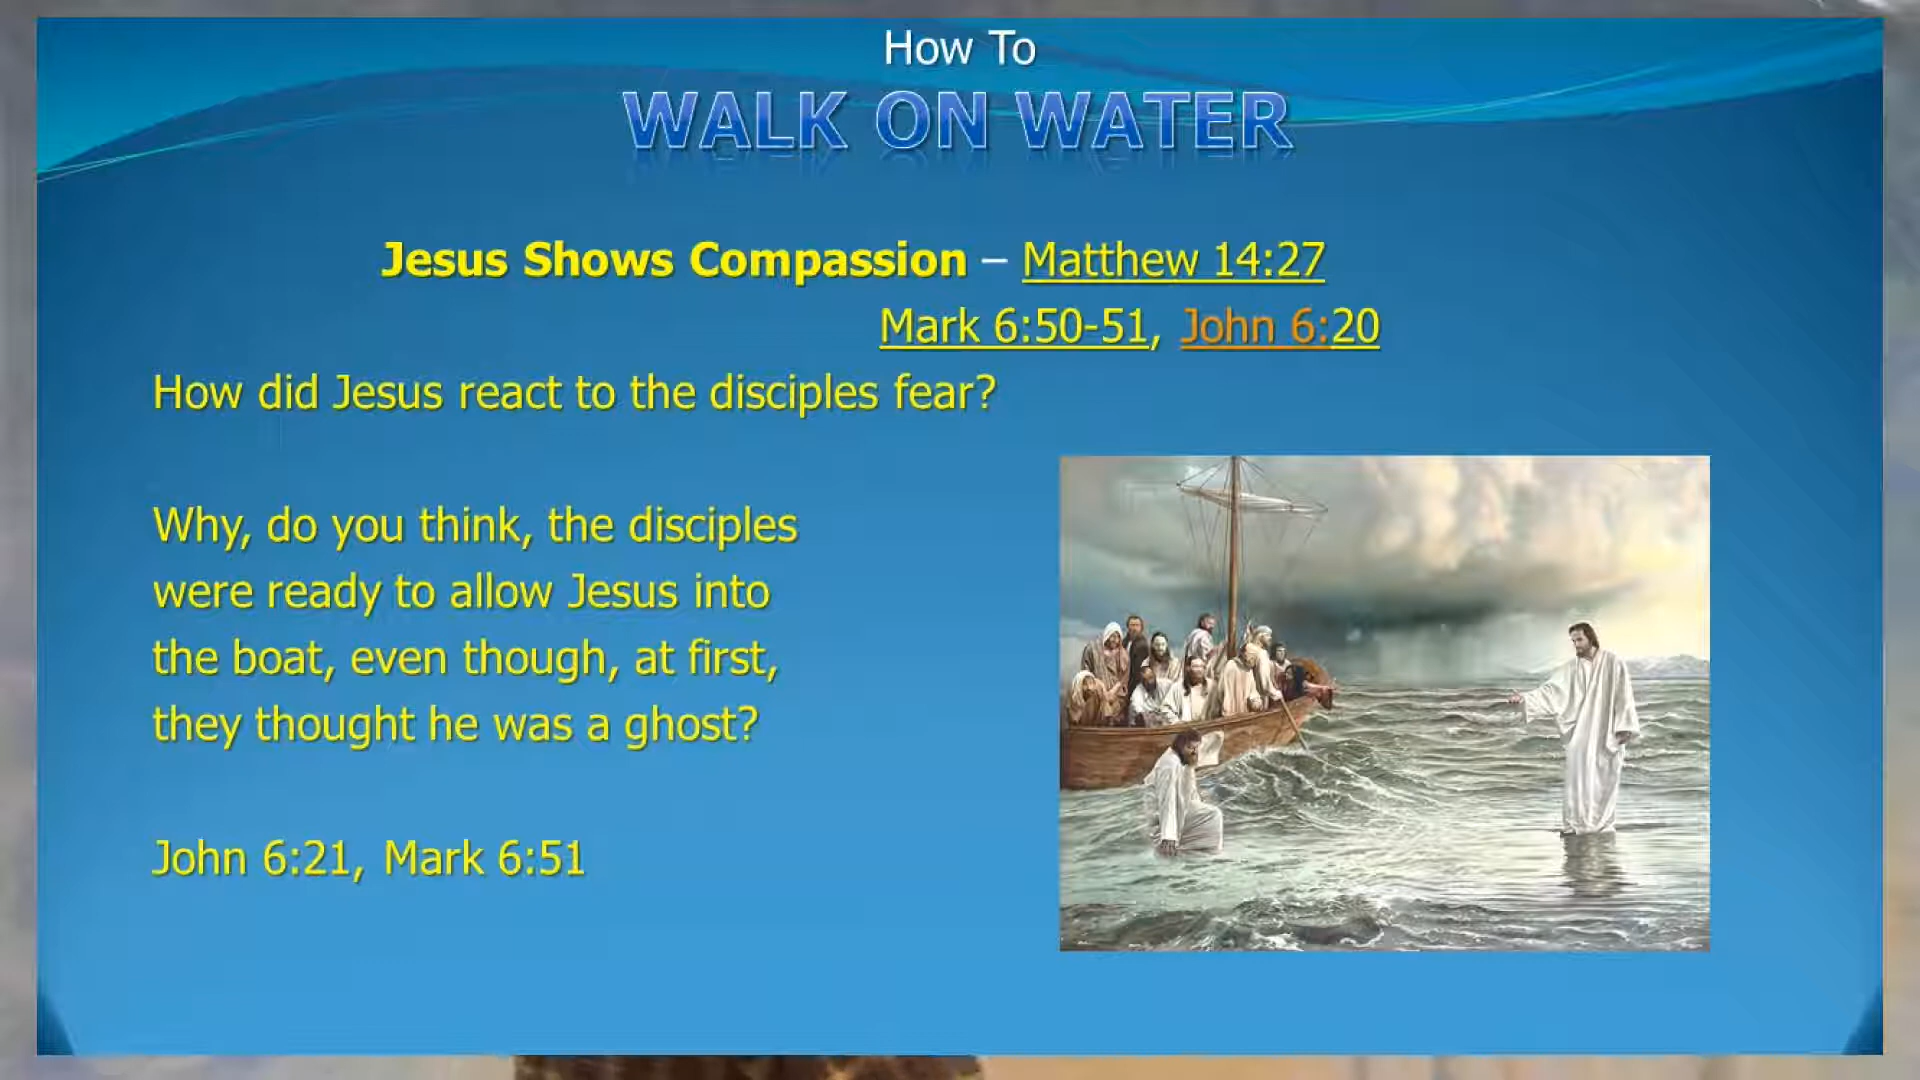 How To
WALK ON WATER
Jesus Shows Compassion – Matthew 14:27
Mark 6:50-51, John 6:20
How did Jesus react to the disciples fear?
Why, do you think, the disciples
were ready to allow Jesus into
the boat, even though, at first,
they thought he was a ghost?
John 6:21, Mark 6:51